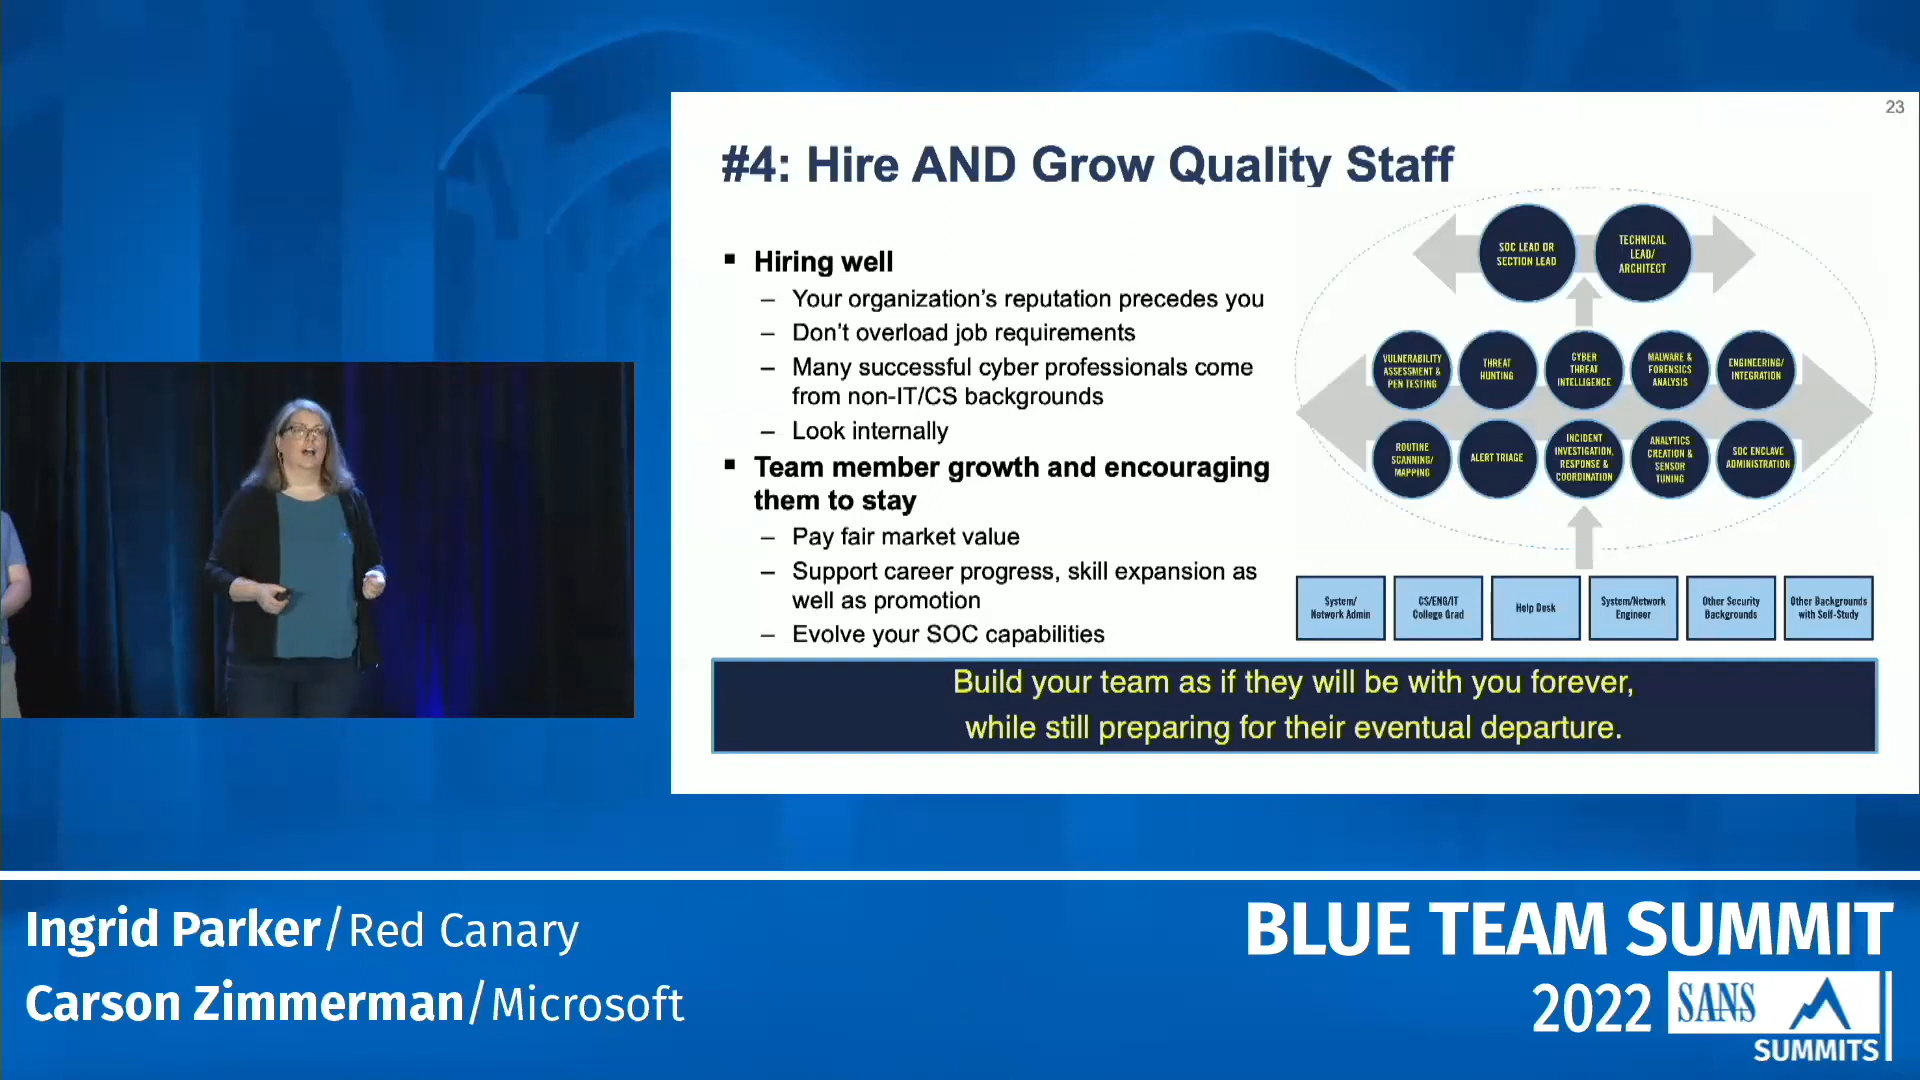 23
#4: Hire AND Grow Quality Staff
▪ Hiring well
– Your organization's reputation precedes you
– Don't overload job requirements
– Many successful cyber professionals come
from non-IT/CS backgrounds
– Look internally
▪ Team member growth and encouraging
them to stay
– Pay fair market value
– Support career progress, skill expansion as
well as promotion
– Evolve your SOC capabilities
SOC LEAD OR
SECTION LEAD
TECHNICAL
LEAD/
ARCHITECT
VULNERABILITY
ASSESSMENT &
PEN TESTING
THREAT
HUNTING
CYBER
THREAT
INTELLIGENCE
MALWARE &
FORENSICS
ANALYSIS
ENGINEERING/
INTEGRATION
ROUTINE
SCANNING/
MAPPING
ALERT TRIAGE
INCIDENT
INVESTIGATION,
RESPONSE &
COORDINATION
ANALYTICS
CREATION &
SENSOR
TUNING
SOC ENCLAVE
ADMINISTRATION
System/
Network Admin
CS/ENG/IT
College Grad
Help Desk
System/Network
Engineer
Other Security
Backgrounds
Other Backgrounds
with Self-Study
Build your team as if they will be with you forever,
while still preparing for their eventual departure.
Ingrid Parker/Red Canary
Carson Zimmerman/Microsoft
BLUE TEAM SUMMIT
2022 SANS
SUMMITS